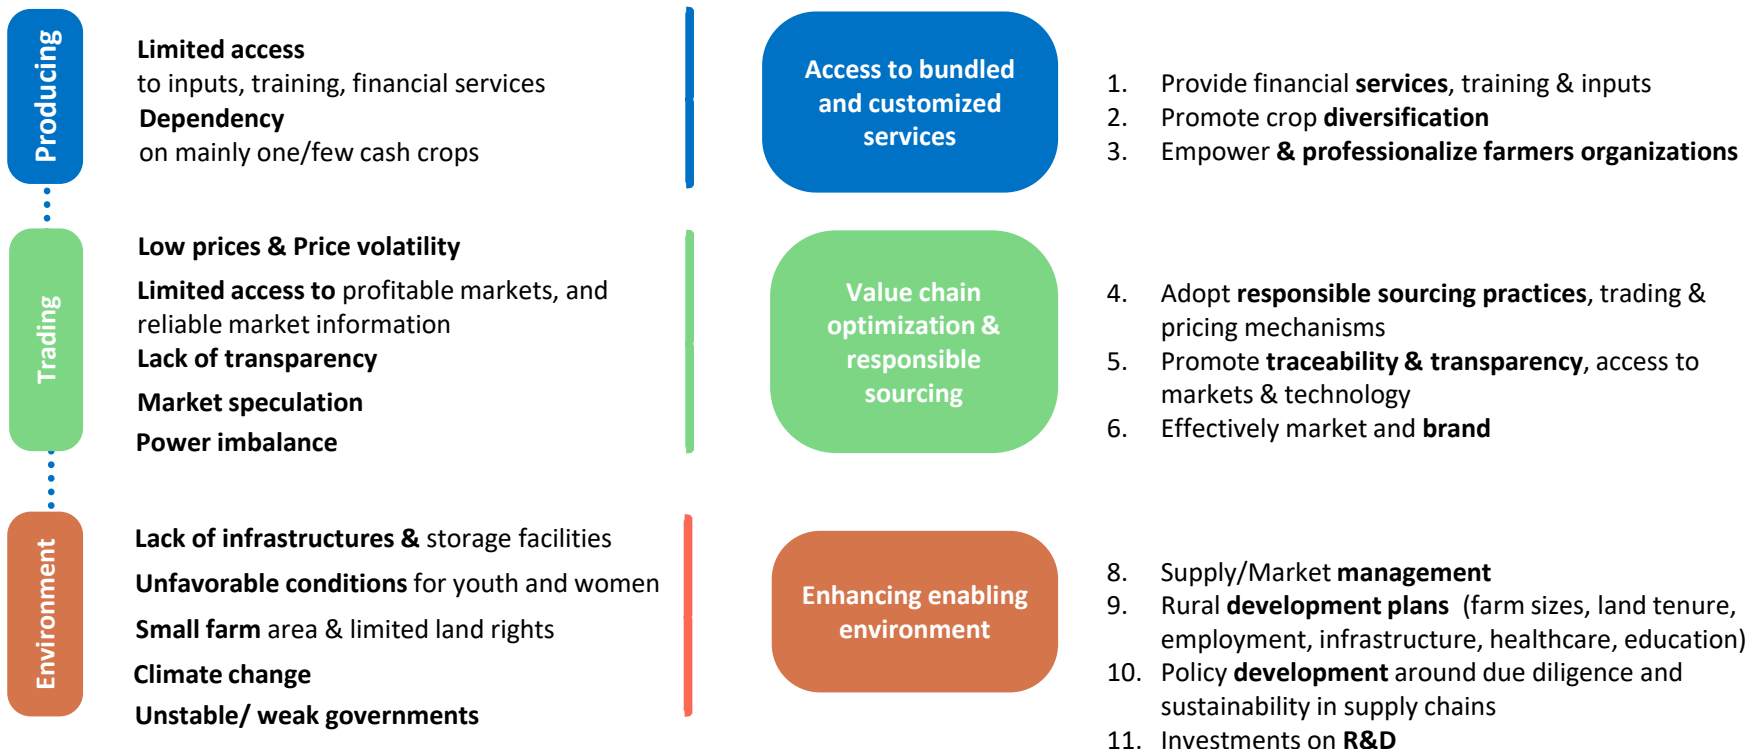 Producing
Limited access
to inputs, training, financial services
Dependency
on mainly one/few cash crops
Access to bundled
and customized
services
1. Provide financial services, training & inputs
2. Promote crop diversification
3. Empower & professionalize farmers organizations
Trading
Low prices & Price volatility
Limited access to profitable markets, and
reliable market information
Lack of transparency
Market speculation
Power imbalance
Value chain
optimization &
responsible
sourcing
4. Adopt responsible sourcing practices, trading &
pricing mechanisms
5. Promote traceability & transparency, access to
markets & technology
6. Effectively market and brand
Environment
Lack of infrastructures & storage facilities
Unfavorable conditions for youth and women
Small farm area & limited land rights
Climate change
Unstable/ weak governments
Enhancing enabling
environment
8. Supply/Market management
9. Rural development plans (farm sizes, land tenure,
employment, infrastructure, healthcare, education)
10. Policy development around due diligence and
sustainability in supply chains
11. Investments on R&D